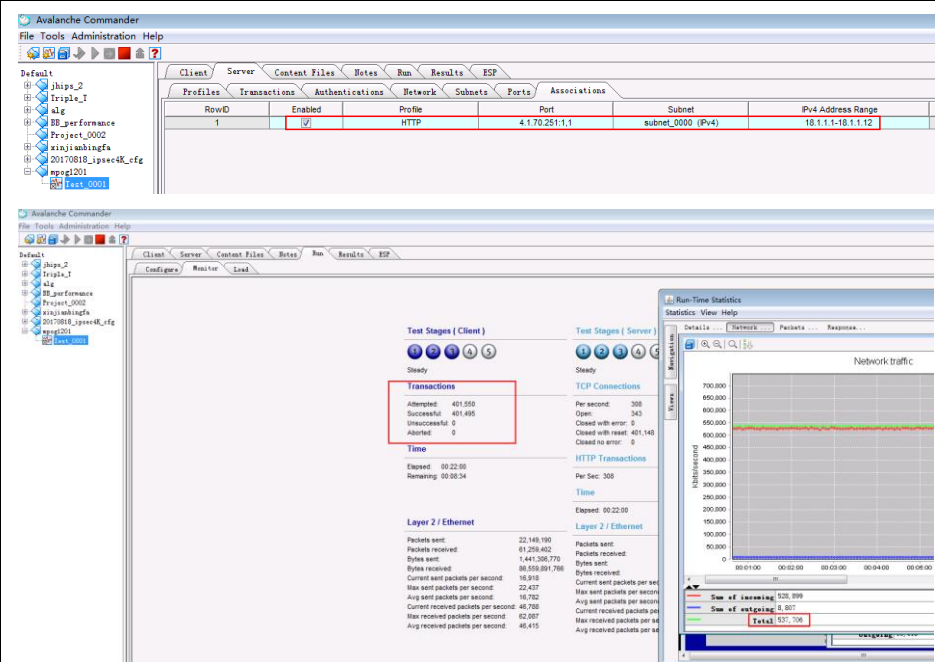 Avalanche Commander
File Tools Administration Help
Default
jhips_2
Triple_I
alg
BB_performance
Project_0002
xinjianbingfa
20170818_ipsec4K_cfg
mpog1201
Test_0001
Client Server Content Files Notes Run Results ESP
Profiles Transactions Authentications Network Subnets Ports Associations
RowID Enabled Profile Port Subnet IPv4 Address Range
1 HTTP 4.1.70.251:1,1 subnet_0000 (IPv4) 18.1.1.1-18.1.1.12
Avalanche Commander
File Tools Administration Help
Default
jhips_2
Triple_I
alg
BB_performance
Project_0002
xinjianbingfa
20170818_ipsec4K_cfg
mpog1201
Test_0001
Client Server Content Files Notes Run Results ESP
Configure Monitor Load
Test Stages ( Client )
1 2 3 4 5
Steady
Transactions
Attempted: 401,550
Successful: 401,495
Unsuccessful: 0
Aborted: 0
Time
Elapsed: 00:22:00
Remaining: 00:08:34
Layer 2 / Ethernet
Packets sent: 22,149,190
Packets received: 61,259,402
Bytes sent: 1,441,306,770
Bytes received: 86,559,891,766
Current sent packets per second: 16,918
Max sent packets per second: 22,437
Avg sent packets per second: 16,782
Current received packets per second: 46,788
Max received packets per second: 62,087
Avg received packets per second: 46,415
Test Stages ( Server )
1 2 3 4
Steady
TCP Connections
Per second: 308
Open: 343
Closed with error: 0
Closed with reset: 401,148
Closed no error: 0
HTTP Transactions
Per Sec: 308
Time
Elapsed: 00:22:00
Layer 2 / Ethernet
Packets sent:
Packets received:
Bytes sent:
Bytes received:
Current sent packets per sec
Max sent packets per secon
Avg sent packets per secon
Current received packets per
Max received packets per se
Avg received packets per se
Run-Time Statistics
Statistics View Help
Navigation
Views
Details ... Network ... Packets ... Response...
Network traffic
Kbits/second
700,000
650,000
600,000
550,000
500,000
450,000
400,000
350,000
300,000
250,000
200,000
150,000
100,000
50,000
0
00:01:00 00:02:00 00:03:00 00:04:00 00:05:00
Sum of incoming 528,899
Sum of outgoing 8,807
Total 537,706